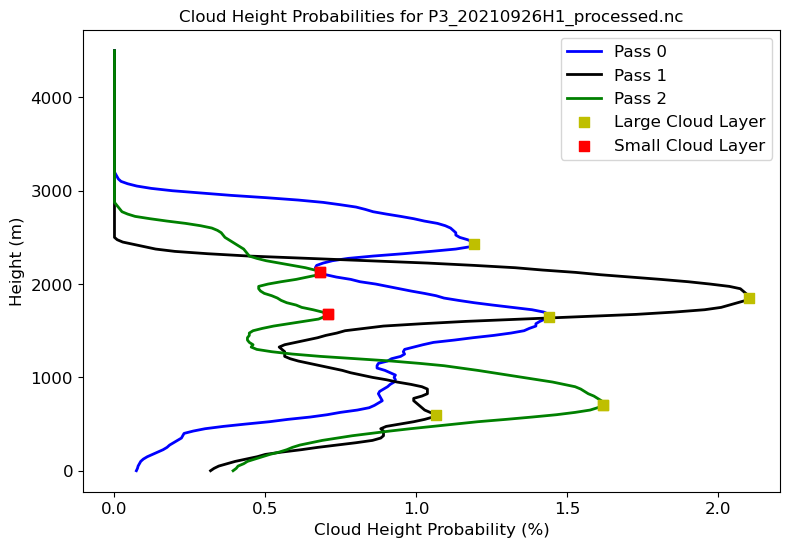 Cloud Height Probabilities for P3_20210926H1_processed.nc
Pass 0
Pass 1
Pass 2
Large Cloud Layer
Small Cloud Layer
Height (m)
4000
3000
2000
1000
0
0.0 0.5 1.0 1.5 2.0
Cloud Height Probability (%)